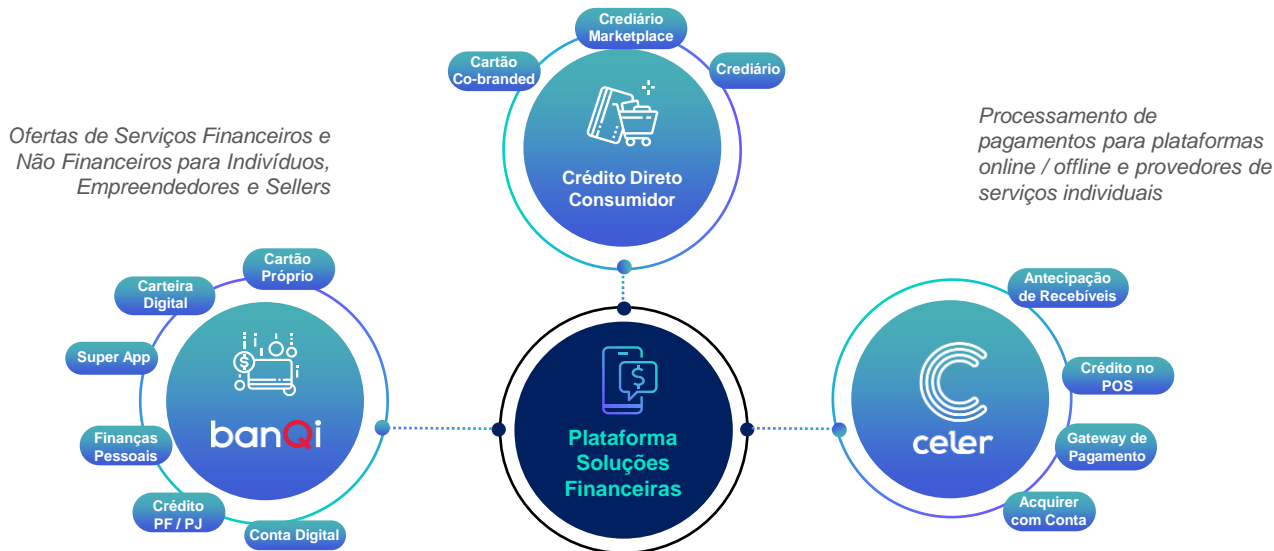 Crediário
Marketplace
Cartão
Co-branded
Crediário
Crédito Direto
Consumidor
Ofertas de Serviços Financeiros e
Não Financeiros para Indivíduos,
Empreendedores e Sellers
Processamento de
pagamentos para plataformas
online / offline e provedores de
serviços individuais
Cartão
Próprio
Carteira
Digital
Super App
Finanças
Pessoais
Crédito
PF / PJ
Conta Digital
banQi
Plataforma
Soluções
Financeiras
celer
Antecipação
de Recebíveis
Crédito no
POS
Gateway de
Pagamento
Acquirer
com Conta